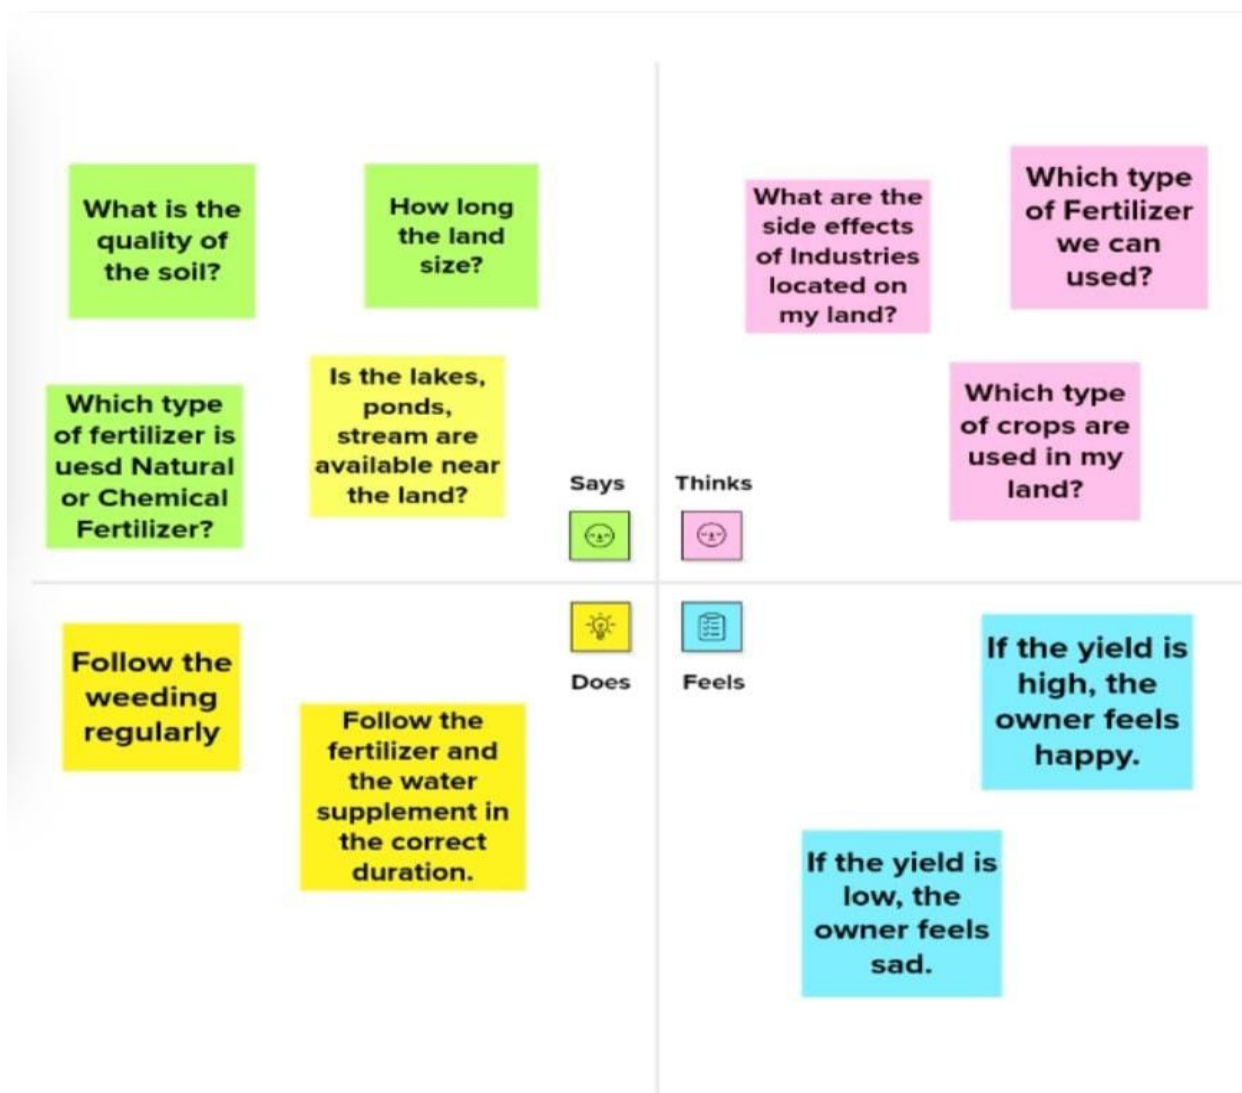 What is the
quality of
the soil?
How long
the land
size?
Which type
of fertilizer is
uesd Natural
or Chemical
Fertilizer?
Is the lakes,
ponds,
stream are
available near
the land?
Says
What are the
side effects
of Industries
located on
my land?
Which type
of Fertilizer
we can
used?
Which type
of crops are
used in my
land?
Thinks
Follow the
weeding
regularly
Follow the
fertilizer and
the water
supplement in
the correct
duration.
Does
Feels
If the yield is
high, the
owner feels
happy.
If the yield is
low, the
owner feels
sad.